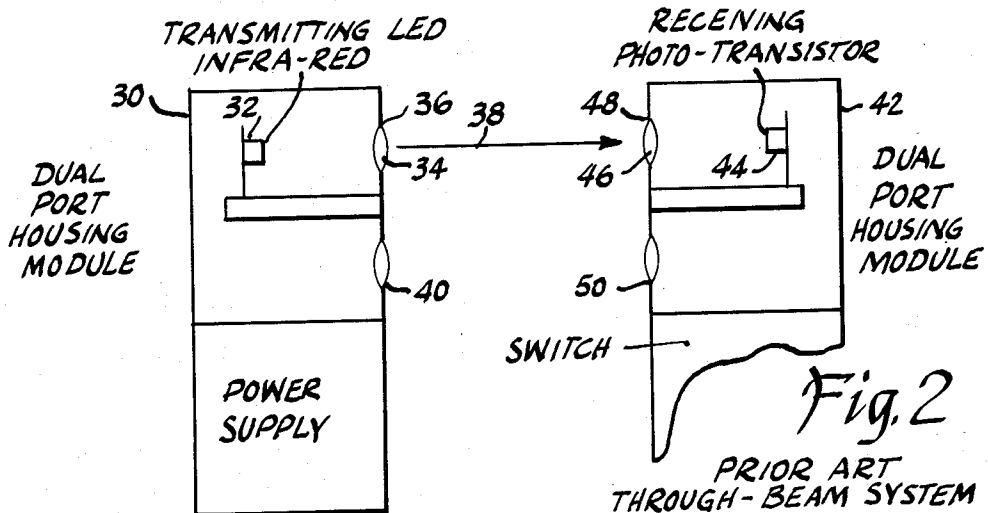 TRANSMITTING LED
INFRA-RED
RECEIVING
PHOTO-TRANSISTOR
30
32
36
38
48
42
34
46
44
DUAL
PORT
HOUSING
MODULE
DUAL
PORT
HOUSING
MODULE
40
50
SWITCH
POWER
SUPPLY
Fig. 2
PRIOR ART
THROUGH-BEAM SYSTEM